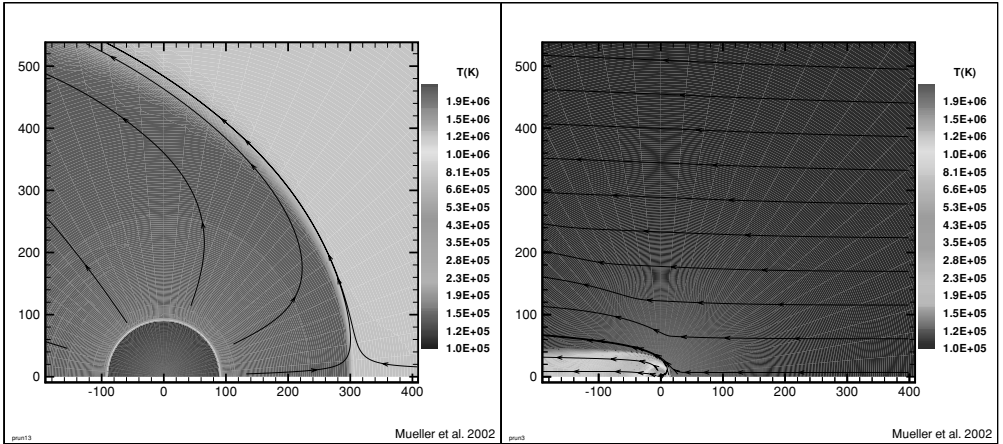 T(K)
500
400
300
200
100
0
-100 0 100 200 300 400
1.9E+06
1.5E+06
1.2E+06
1.0E+06
8.1E+05
6.6E+05
5.3E+05
4.3E+05
3.5E+05
2.8E+05
2.3E+05
1.9E+05
1.5E+05
1.2E+05
1.0E+05
prun13
Mueller et al. 2002
T(K)
500
400
300
200
100
0
-100 0 100 200 300 400
1.9E+06
1.5E+06
1.2E+06
1.0E+06
8.1E+05
6.6E+05
5.3E+05
4.3E+05
3.5E+05
2.8E+05
2.3E+05
1.9E+05
1.5E+05
1.2E+05
1.0E+05
prun3
Mueller et al. 2002